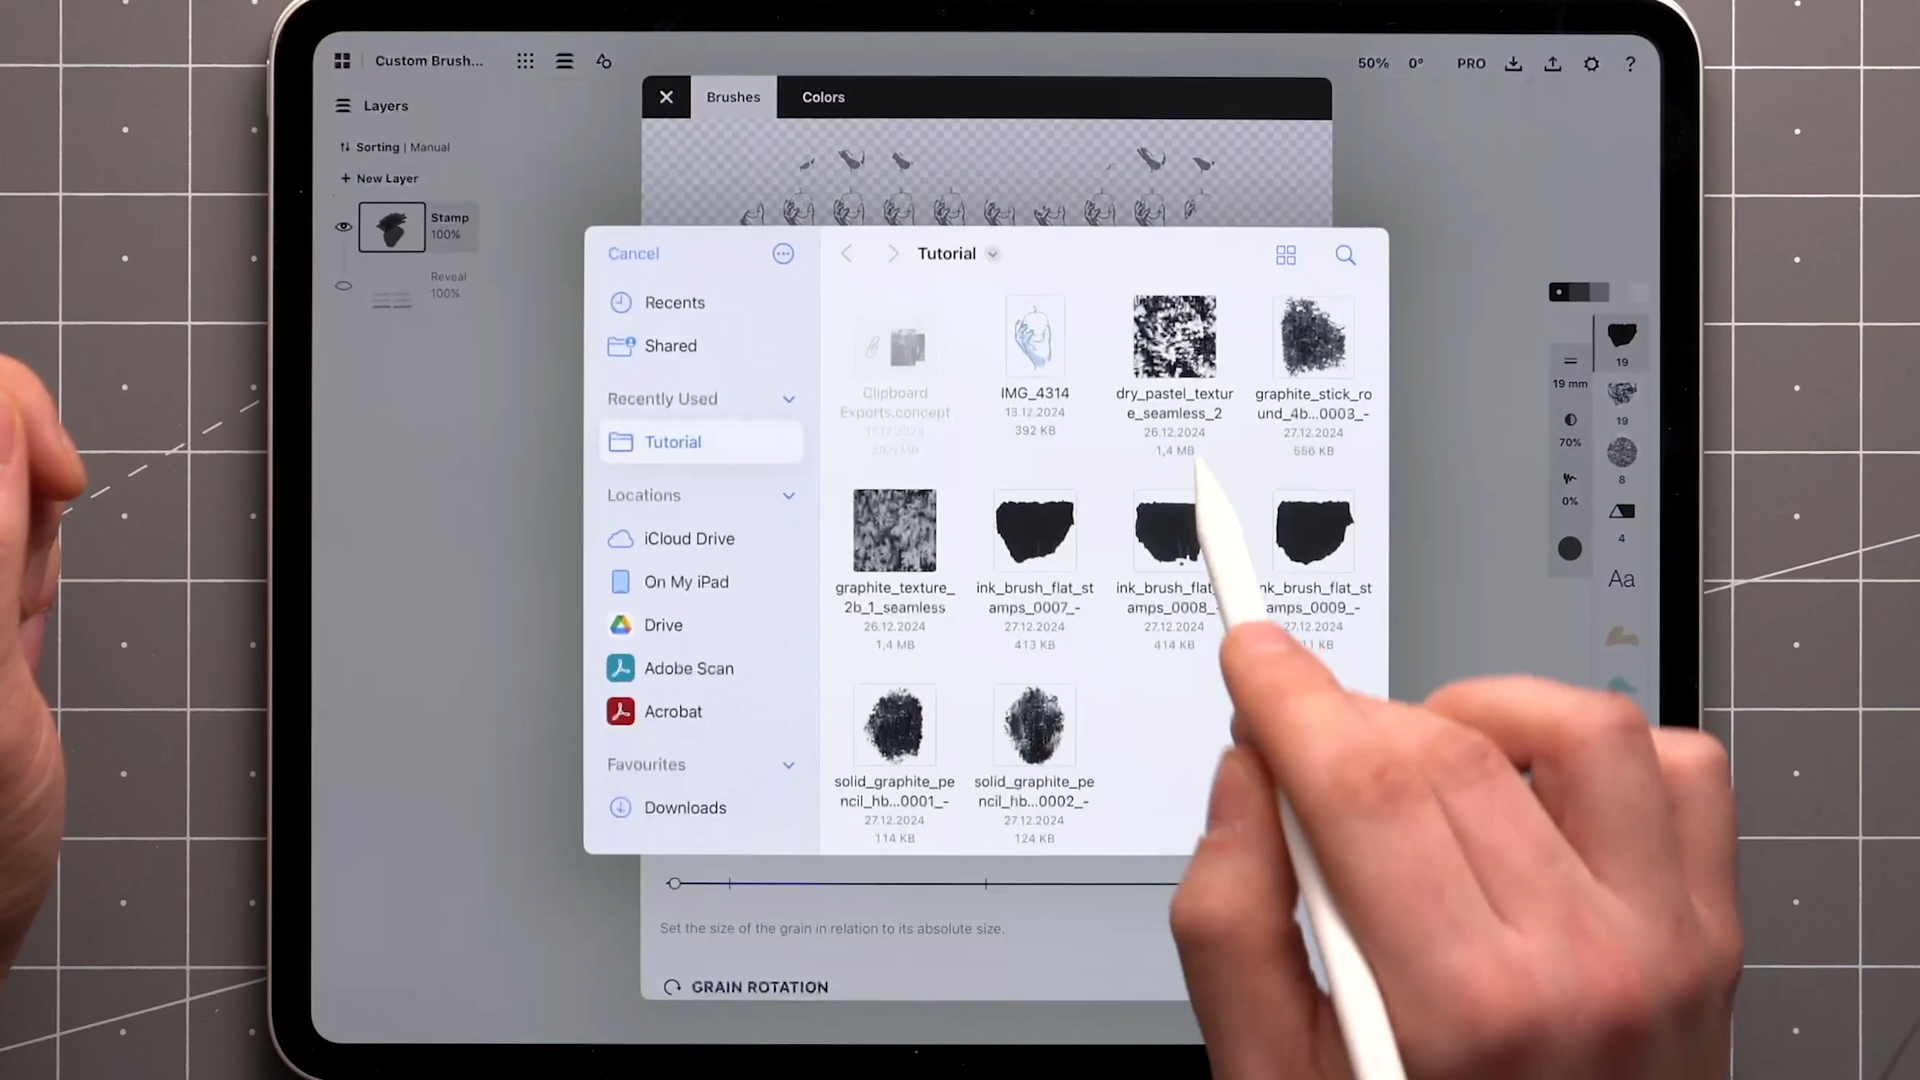 Custom Brush...
50%
0°
PRO
?
Layers
Sorting | Manual
+ New Layer
Stamp
100%
Reveal
100%
Brushes
Colors
Cancel
Recents
Shared
Recently Used
Tutorial
Locations
iCloud Drive
On My iPad
Drive
Adobe Scan
Acrobat
Favourites
Downloads
Tutorial
Clipboard
Exports.concept
IMG_4314
13.12.2024
392 KB
dry_pastel_textur
e_seamless_2
26.12.2024
1,4 MB
graphite_stick_ro
und_4b...0003_-
27.12.2024
556 KB
graphite_texture_
2b_1_seamless
26.12.2024
1,4 MB
ink_brush_flat_st
amps_0007_-
27.12.2024
413 KB
ink_brush_flat_
amps_0008_-
27.12.2024
414 KB
nk_brush_flat_st
amps_0009_-
27.12.2024
KB
solid_graphite_pe
ncil_hb...0001_-
27.12.2024
114 KB
solid_graphite_pe
ncil_hb...0002_-
27.12.2024
124 KB
Set the size of the grain in relation to its absolute size.
GRAIN ROTATION
19 mm
70%
0%
19
19
8
4
Aa